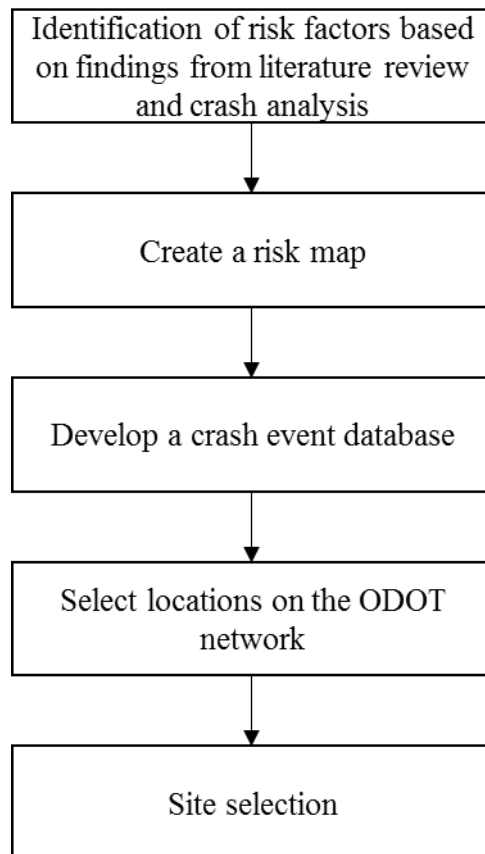 Identification of risk factors based
on findings from literature review
and crash analysis
Create a risk map
Develop a crash event database
Select locations on the ODOT
network
Site selection